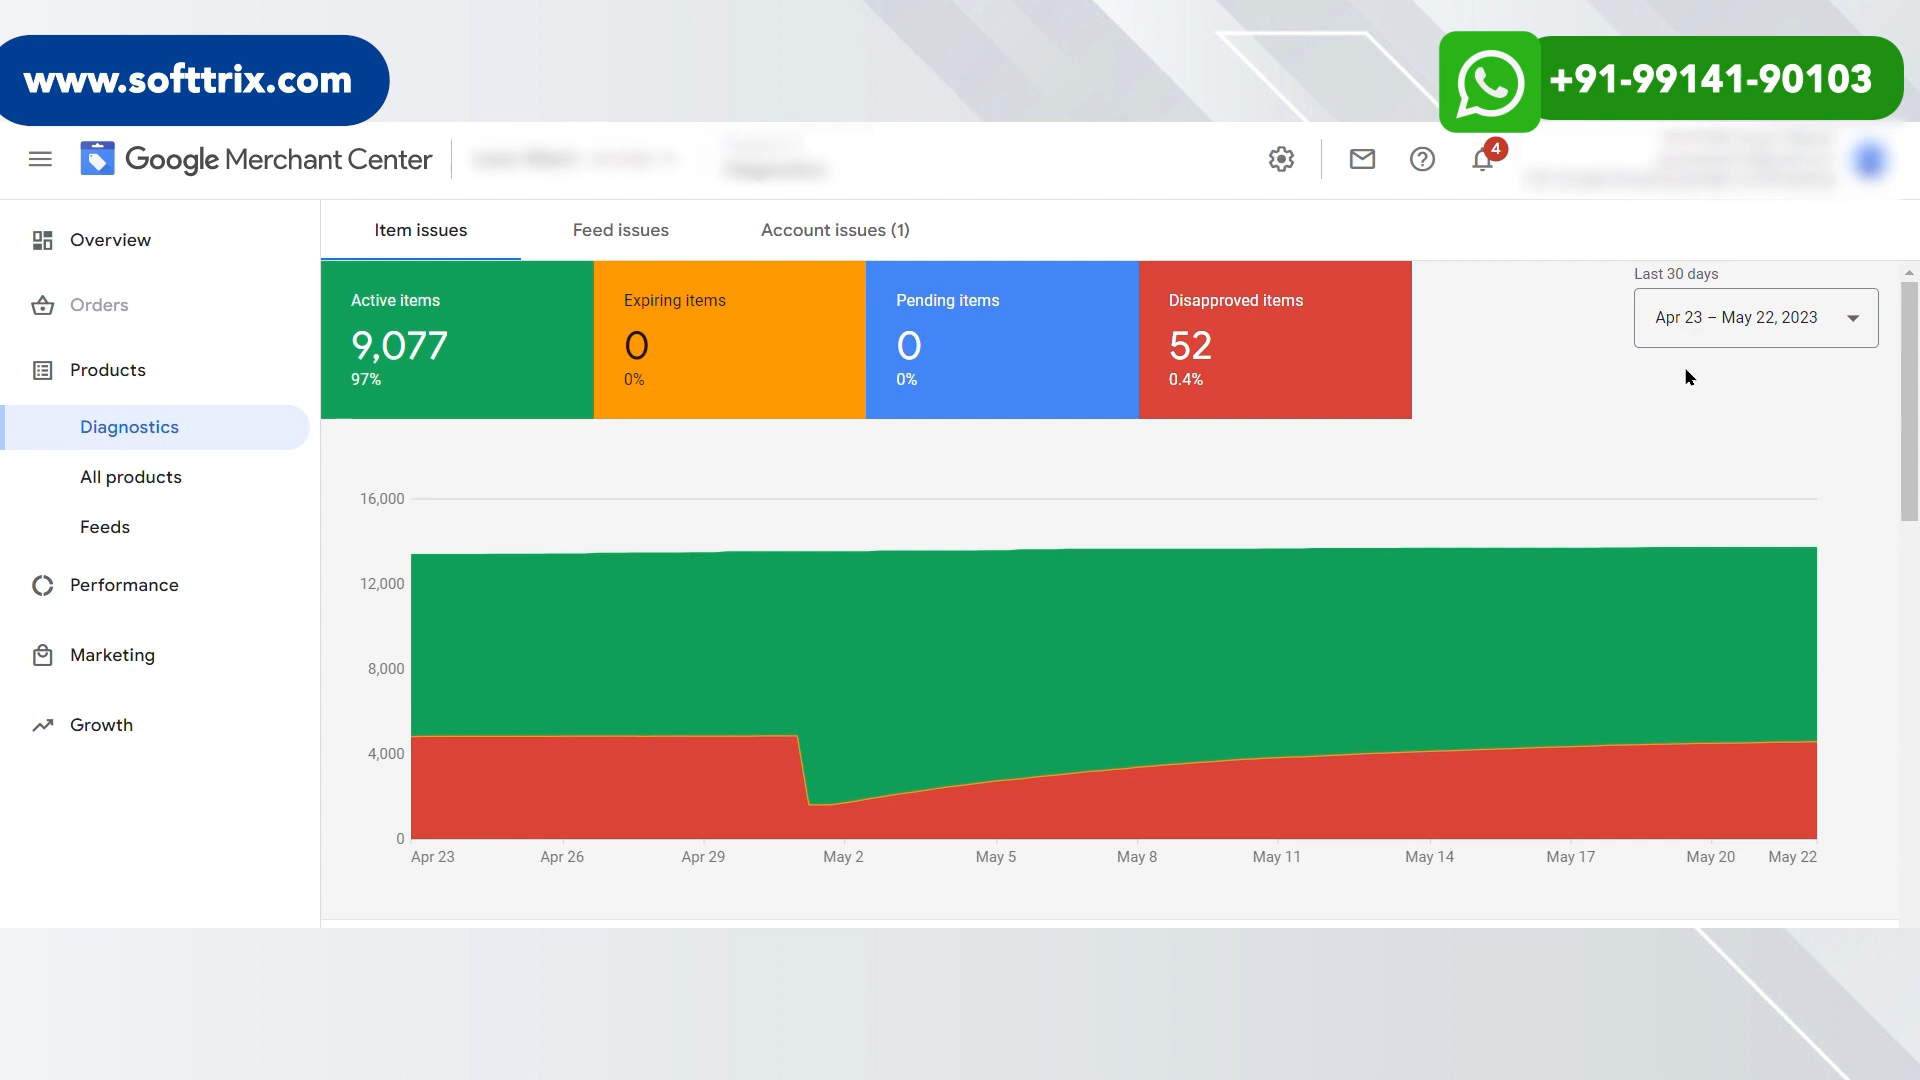 www.softtrix.com
+91-99141-90103
Google Merchant Center
4
Overview
Orders
Products
Diagnostics
All products
Feeds
Performance
Marketing
Growth
Item issues
Feed issues
Account issues (1)
Active items
9,077
97%
Expiring items
0
0%
Pending items
0
0%
Disapproved items
52
0.4%
Last 30 days
Apr 23 – May 22, 2023
16,000
12,000
8,000
4,000
0
Apr 23
Apr 26
Apr 29
May 2
May 5
May 8
May 11
May 14
May 17
May 20
May 22